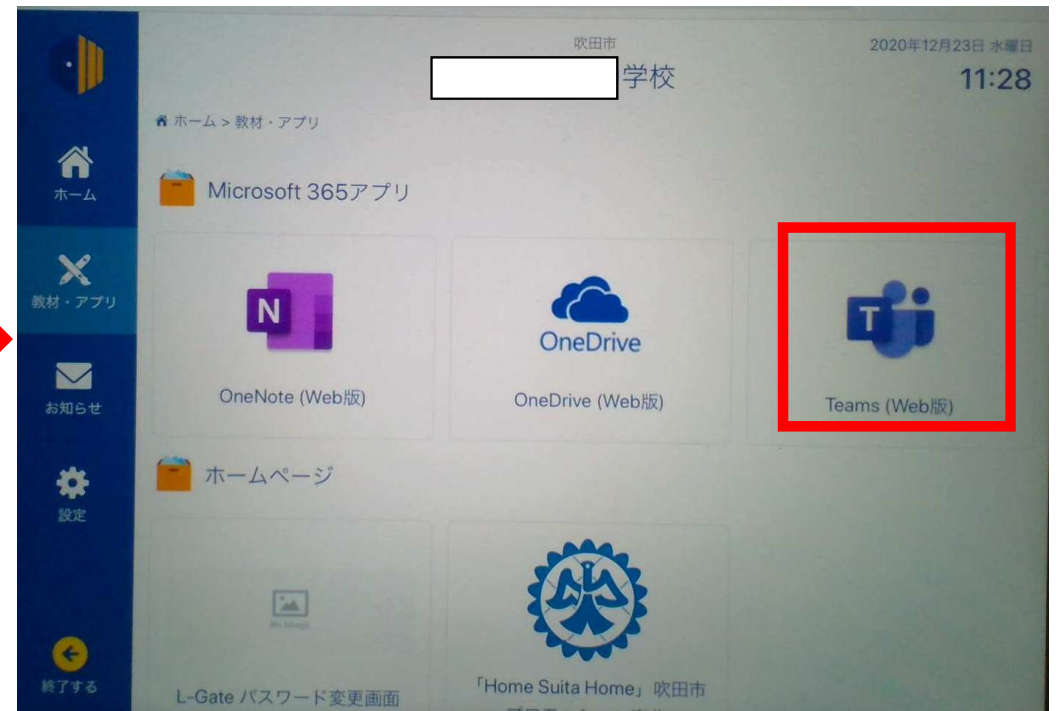 吹田市
2020年12月23日 水曜日
学校
11:28
ホーム > 教材・アプリ
ホーム
Microsoft 365アプリ
教材・アプリ
N
OneDrive
T
OneNote (Web版)
OneDrive (Web版)
Teams (Web版)
お知らせ
ホームページ
設定
No Image
終了する
L-Gate パスワード変更画面
「Home Suita Home」吹田市